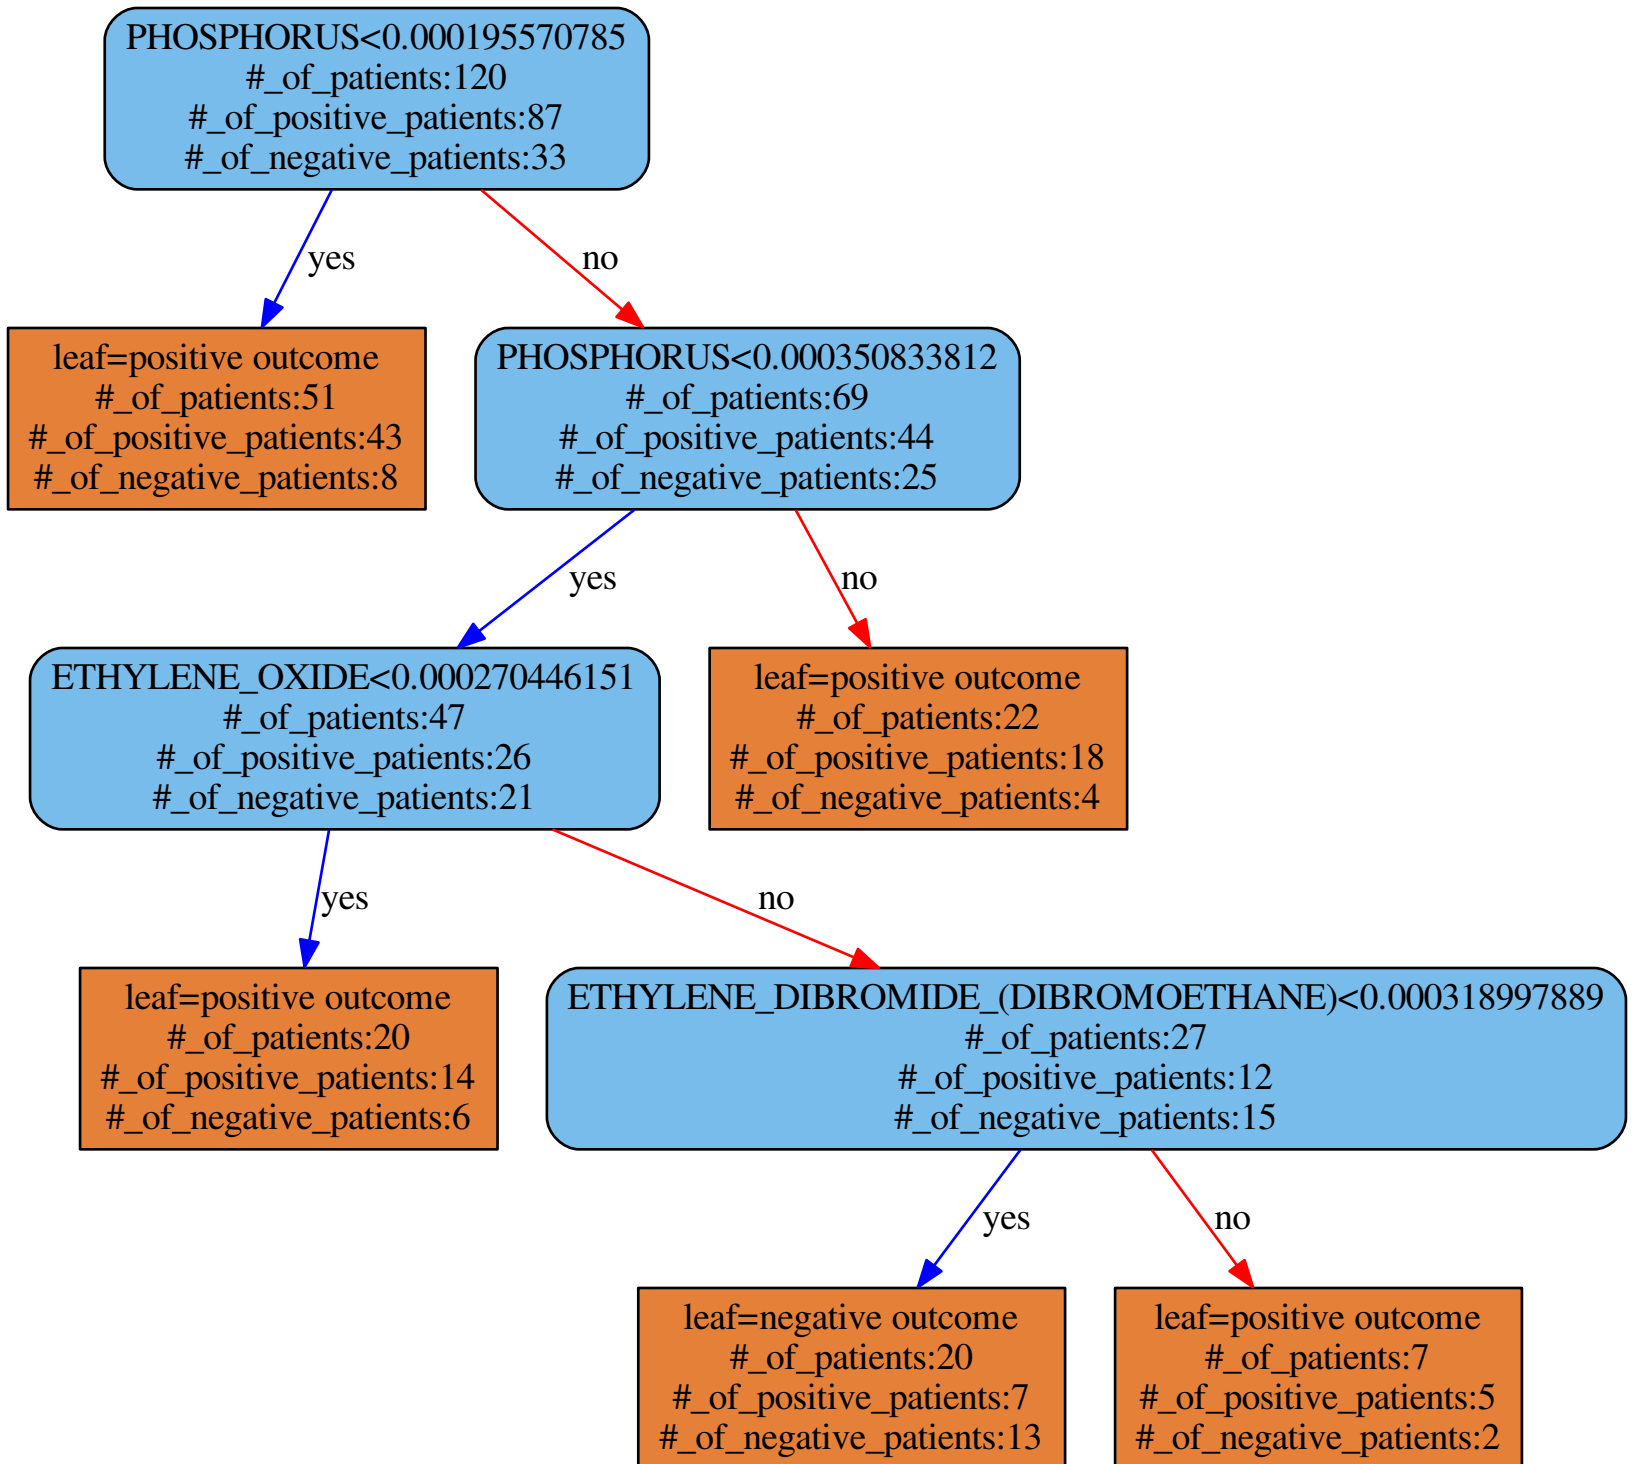 PHOSPHORUS<0.000195570785
#_of_patients:120
#_of_positive_patients:87
#_of_negative_patients:33
yes
no
leaf=positive outcome
#_of_patients:51
#_of_positive_patients:43
#_of_negative_patients:8
PHOSPHORUS<0.000350833812
#_of_patients:69
#_of_positive_patients:44
#_of_negative_patients:25
yes
no
ETHYLENE_OXIDE<0.000270446151
#_of_patients:47
#_of_positive_patients:26
#_of_negative_patients:21
leaf=positive outcome
#_of_patients:22
#_of_positive_patients:18
#_of_negative_patients:4
yes
no
leaf=positive outcome
#_of_patients:20
#_of_positive_patients:14
#_of_negative_patients:6
ETHYLENE_DIBROMIDE_(DIBROMOETHANE)<0.000318997889
#_of_patients:27
#_of_positive_patients:12
#_of_negative_patients:15
yes
no
leaf=negative outcome
#_of_patients:20
#_of_positive_patients:7
#_of_negative_patients:13
leaf=positive outcome
#_of_patients:7
#_of_positive_patients:5
#_of_negative_patients:2